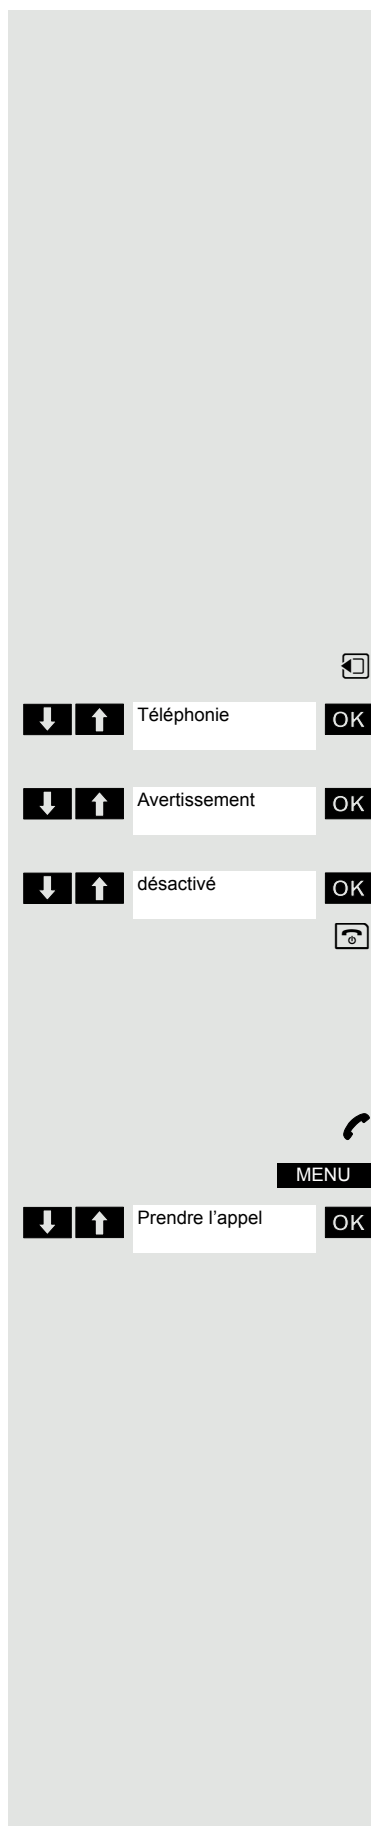 Téléphonie OK
Avertissement OK
désactivé OK
MENU
Prendre l'appel OK